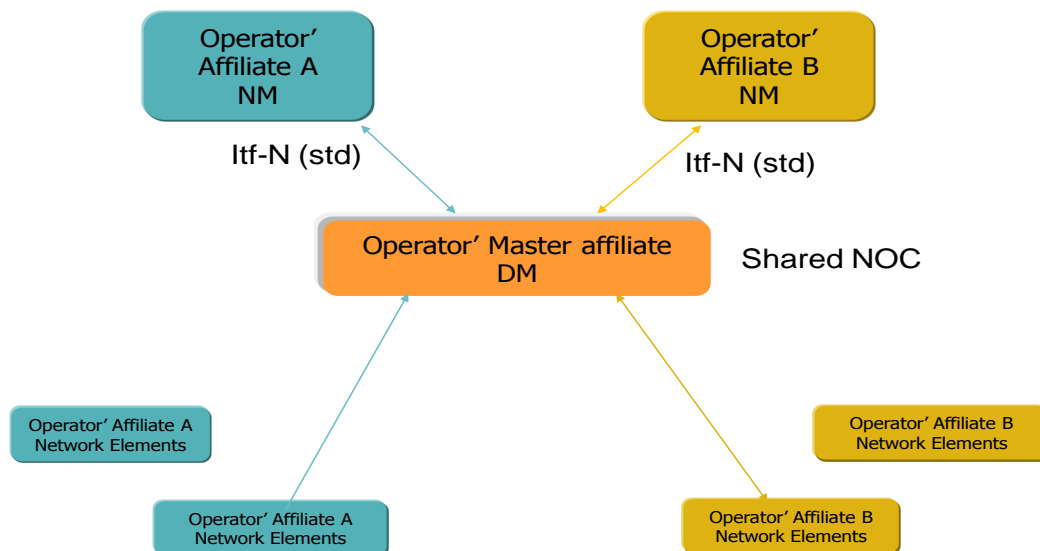 Operator’
Affiliate A
NM
Operator’
Affiliate B
NM
Itf-N (std)
Itf-N (std)
Operator’ Master affiliate
DM
Shared NOC
Operator’ Affiliate A
Network Elements
Operator’ Affiliate B
Network Elements
Operator’ Affiliate A
Network Elements
Operator’ Affiliate B
Network Elements